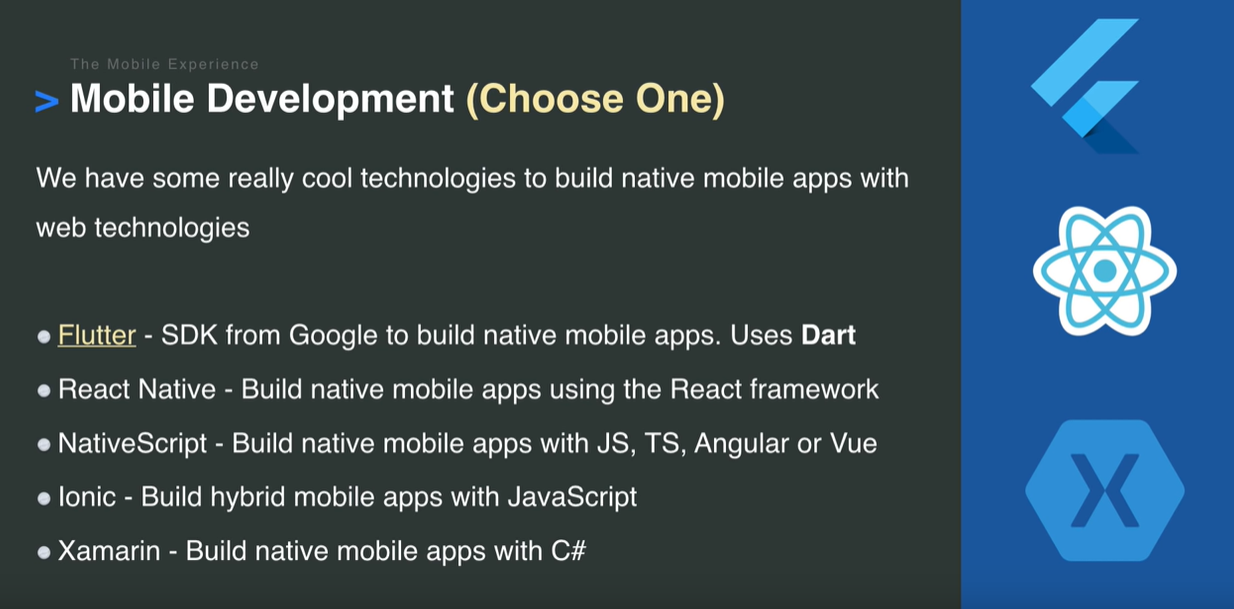 The Mobile Experience
> Mobile Development (Choose One)
We have some really cool technologies to build native mobile apps with
web technologies
● Flutter - SDK from Google to build native mobile apps. Uses Dart
● React Native - Build native mobile apps using the React framework
● NativeScript - Build native mobile apps with JS, TS, Angular or Vue
● Ionic - Build hybrid mobile apps with JavaScript
● Xamarin - Build native mobile apps with C#